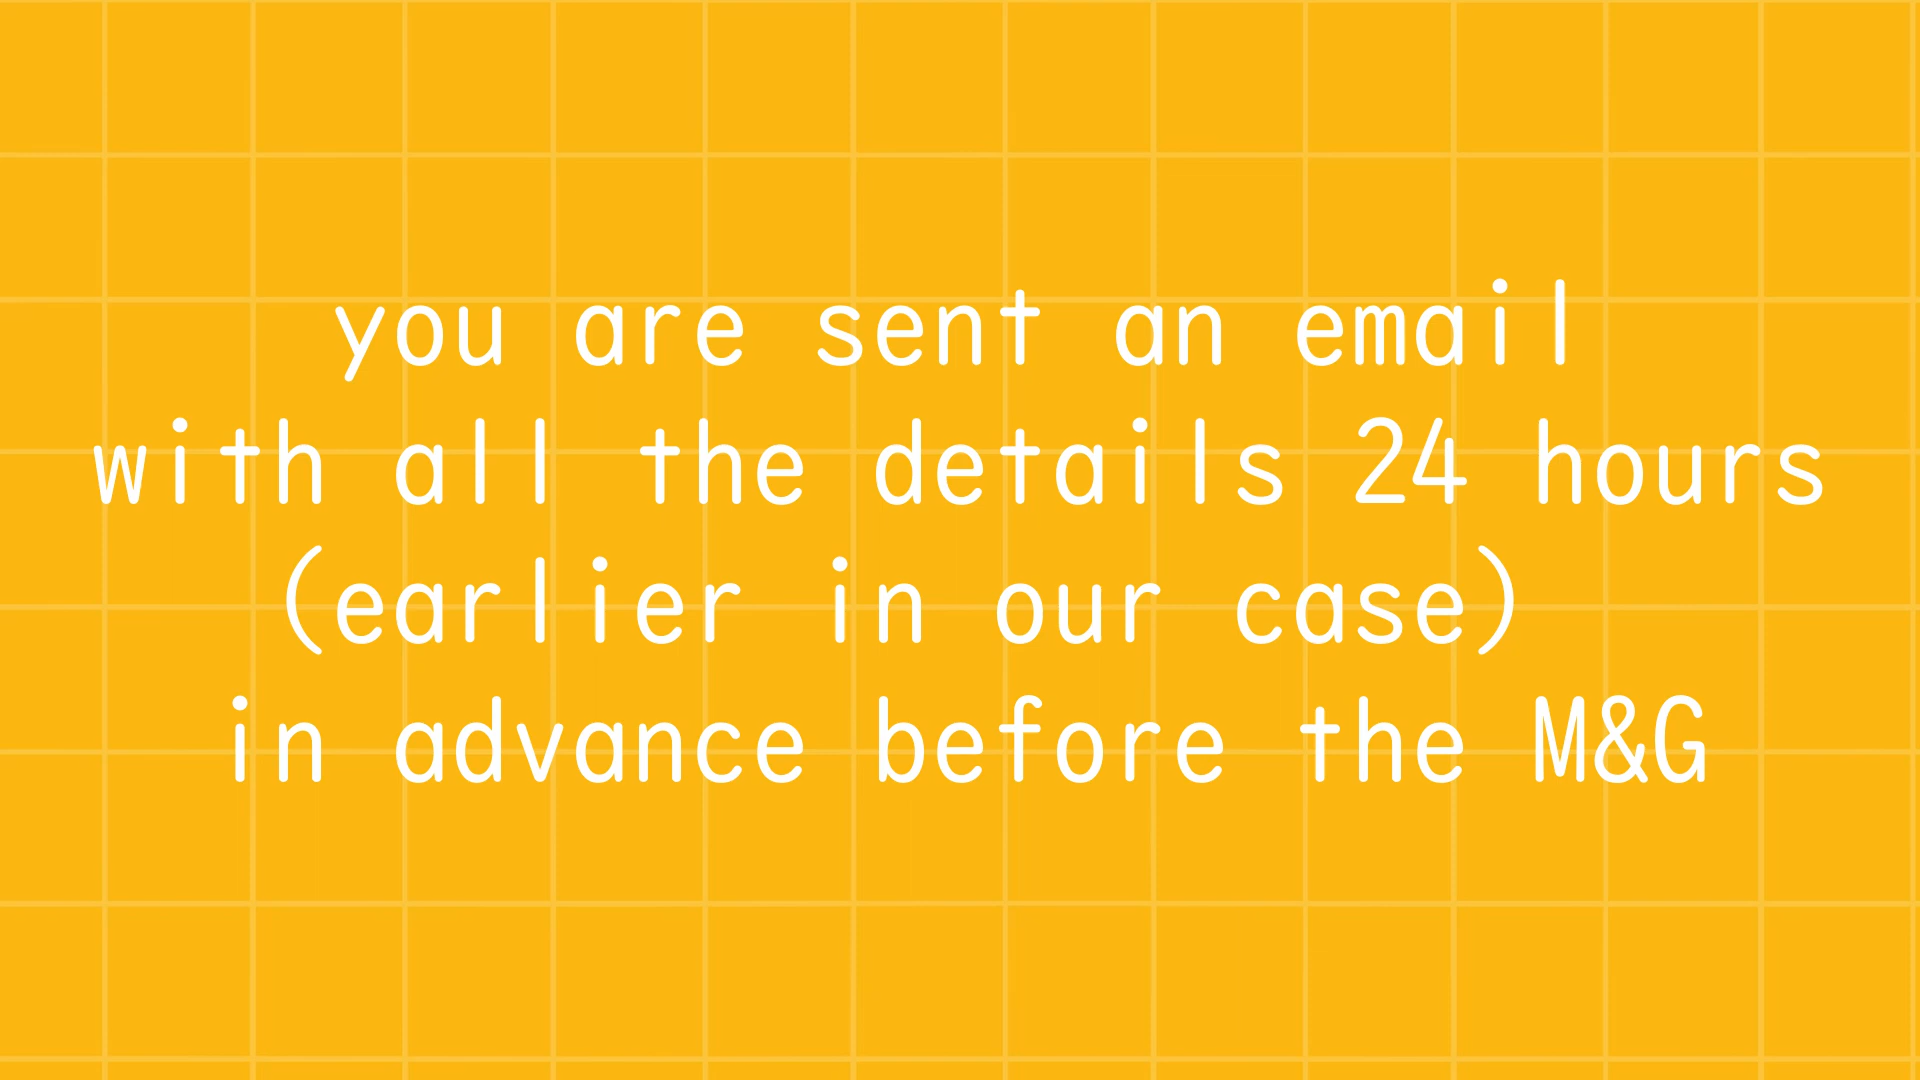 you are sent an email
with all the details 24 hours
(earlier in our case)
in advance before the M&G